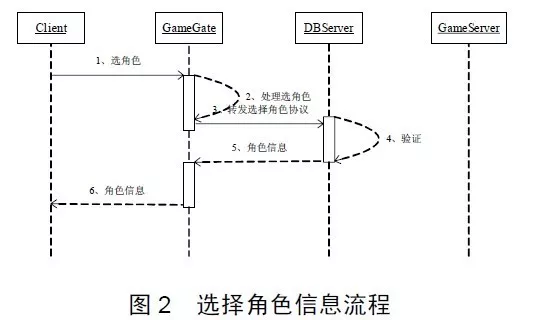 Client
GameGate
DBServer
GameServer
1、选角色
2、处理选角色
3、转发选择角色协议
4、验证
5、角色信息
6、角色信息
图 2 选择角色信息流程